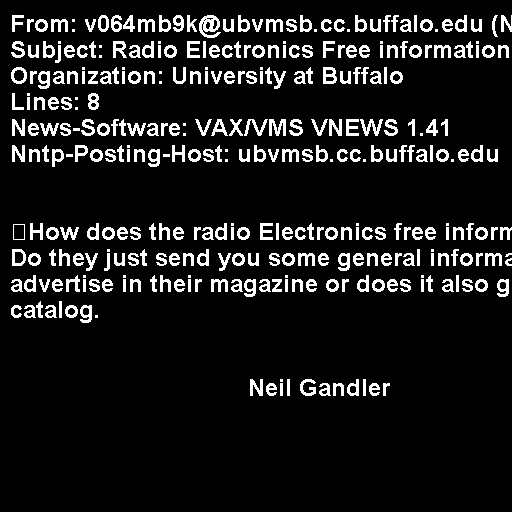 From: v064mb9k@ubvmsb.cc.buffalo.edu (N
Subject: Radio Electronics Free information
Organization: University at Buffalo
Lines: 8
News-Software: VAX/VMS VNEWS 1.41
Nntp-Posting-Host: ubvmsb.cc.buffalo.edu
How does the radio Electronics free inform
Do they just send you some general informa
advertise in their magazine or does it also g
catalog.
Neil Gandler